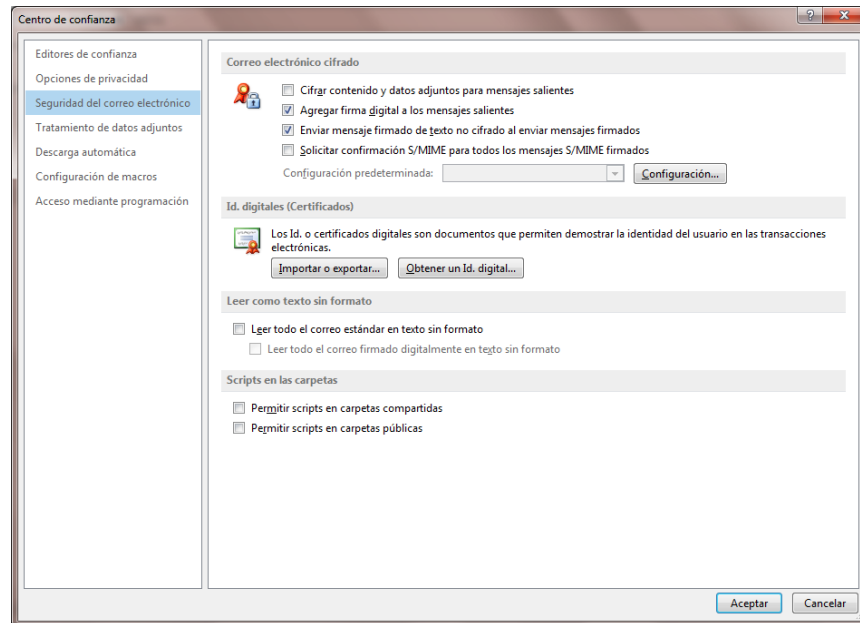 Centro de confianza
Editores de confianza
Opciones de privacidad
Seguridad del correo electrónico
Tratamiento de datos adjuntos
Descarga automática
Configuración de macros
Acceso mediante programación
Correo electrónico cifrado
Cifrar contenido y datos adjuntos para mensajes salientes
Agregar firma digital a los mensajes salientes
Enviar mensaje firmado de texto no cifrado al enviar mensajes firmados
Solicitar confirmación S/MIME para todos los mensajes S/MIME firmados
Configuración predeterminada:
Configuración...
Id. digitales (Certificados)
Los Id. o certificados digitales son documentos que permiten demostrar la identidad del usuario en las transacciones
electrónicas.
Importar o exportar...
Obtener un Id. digital...
Leer como texto sin formato
Leer todo el correo estándar en texto sin formato
Leer todo el correo firmado digitalmente en texto sin formato
Scripts en las carpetas
Permitir scripts en carpetas compartidas
Permitir scripts en carpetas públicas
Aceptar
Cancelar